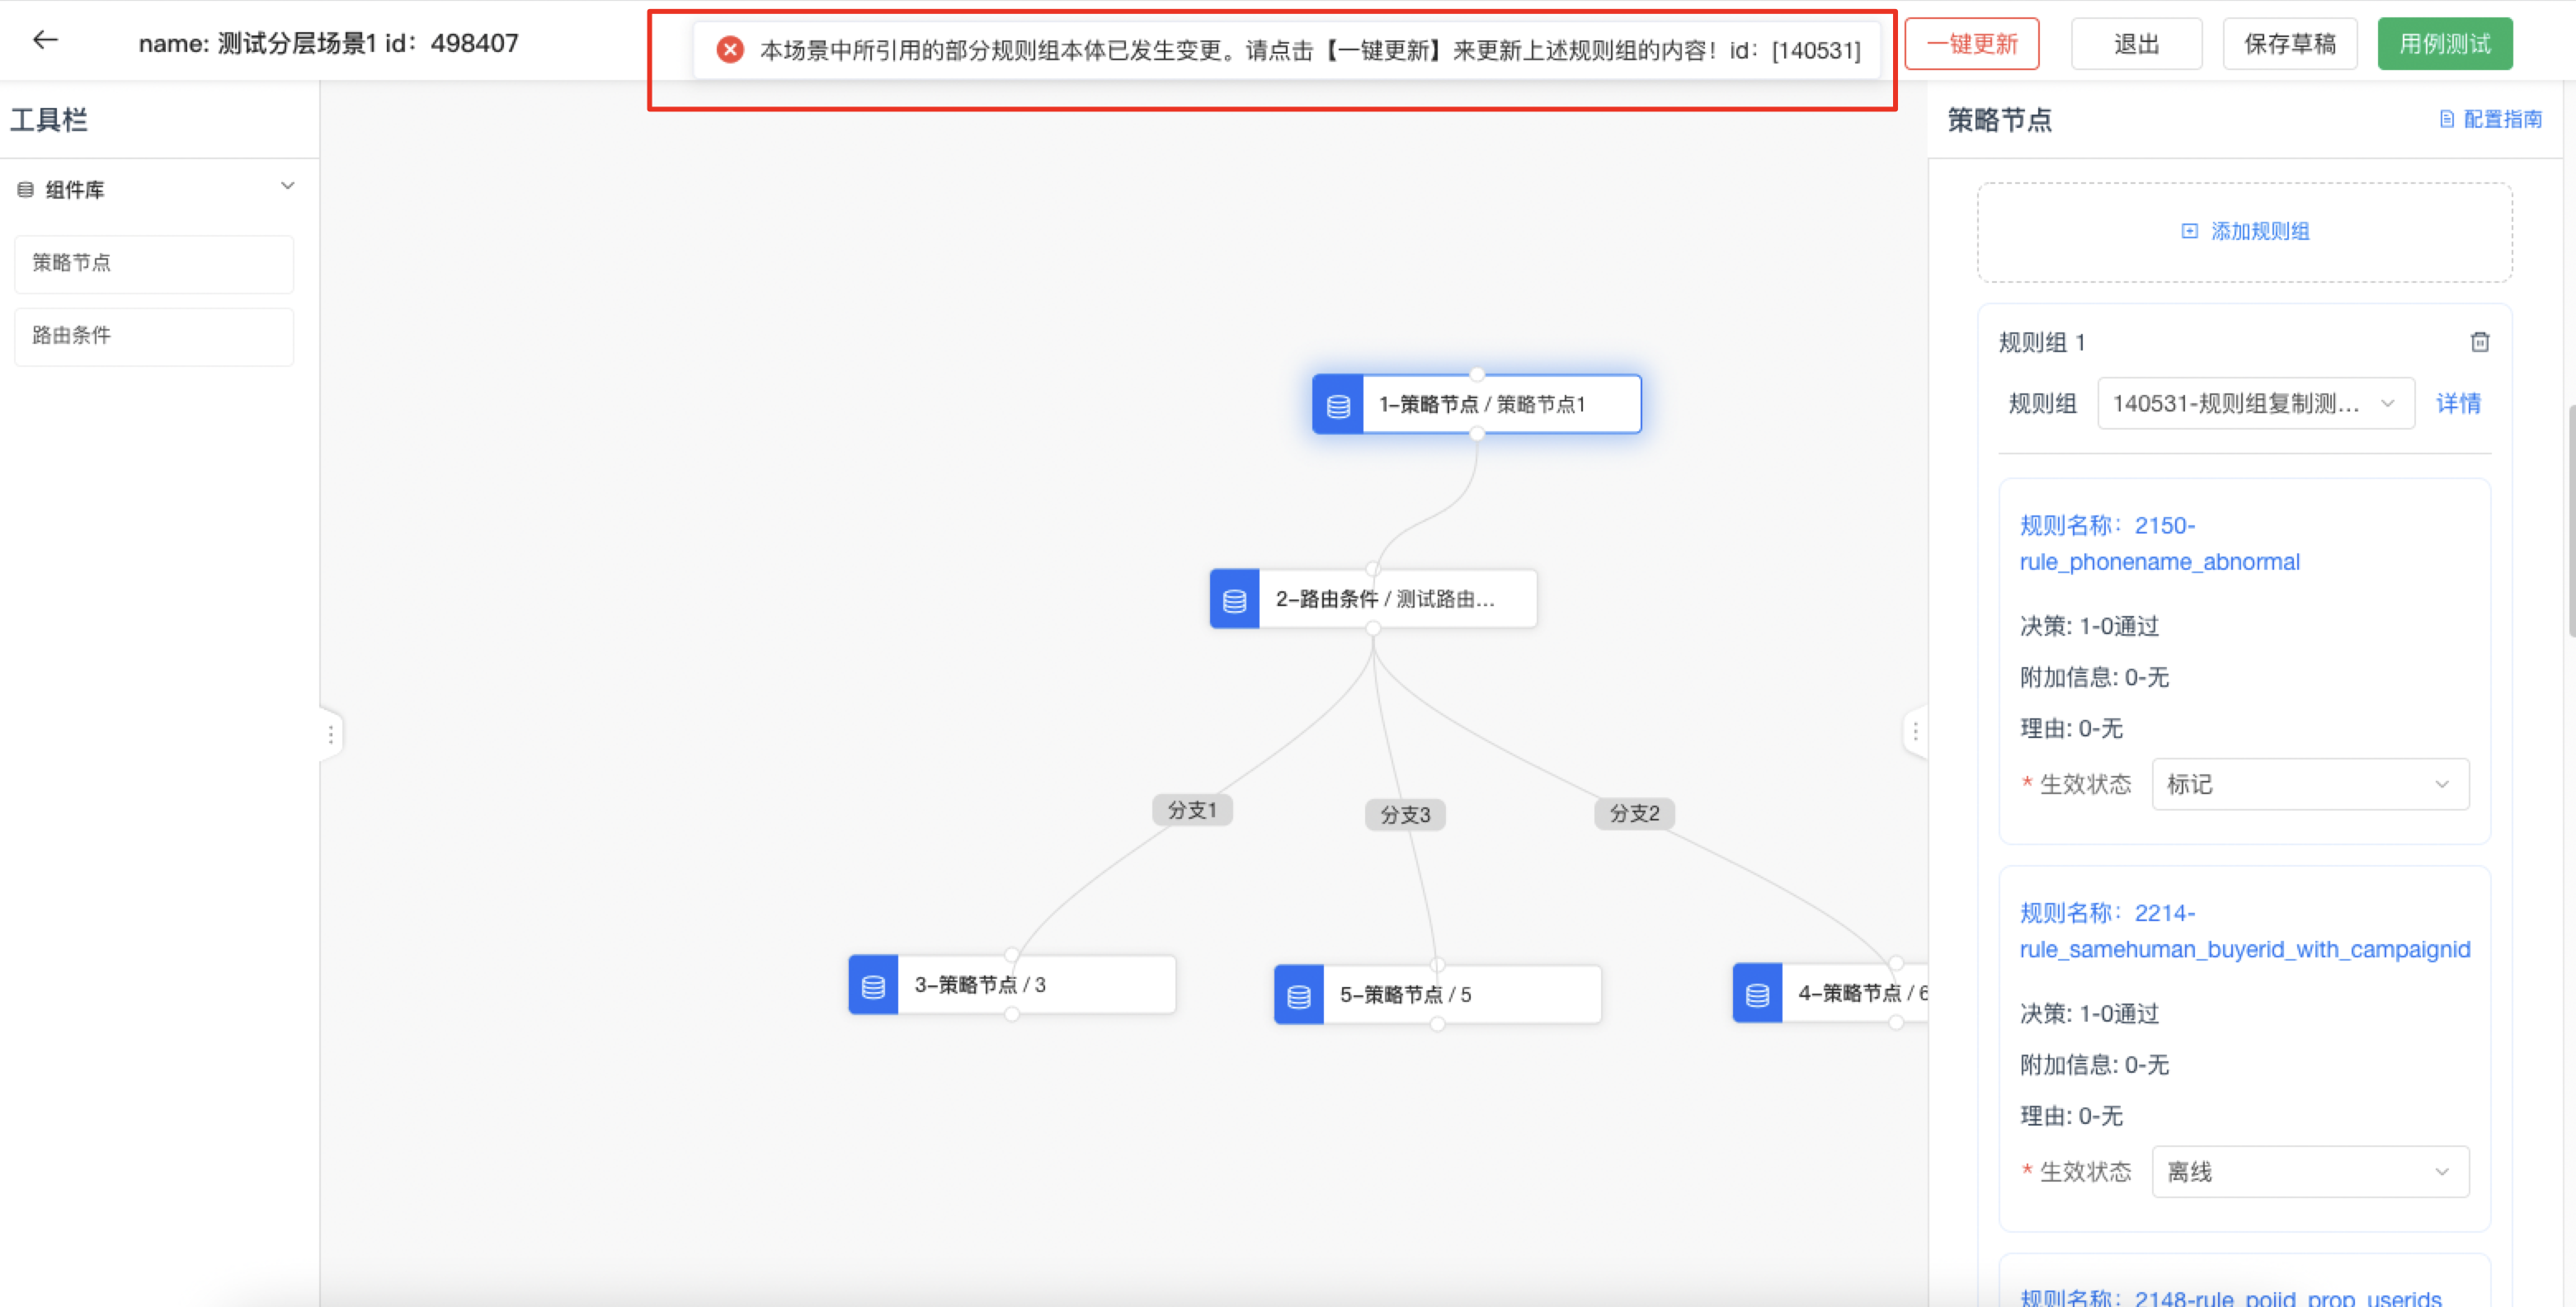 name: 测试分层场景1 id：498407
本场景中所引用的部分规则组本体已发生变更。请点击【一键更新】来更新上述规则组的内容！id：[140531]
一键更新
退出
保存草稿
用例测试
工具栏
组件库
策略节点
路由条件
1-策略节点 / 策略节点1
2-路由条件 / 测试路由...
分支1
分支3
分支2
3-策略节点 / 3
5-策略节点 / 5
4-策略节点 / 6
策略节点
配置指南
添加规则组
规则组 1
规则组
140531-规则组复制测...
详情
规则名称：2150-
rule_phonename_abnormal
决策: 1-0通过
附加信息: 0-无
理由: 0-无
* 生效状态
标记
规则名称：2214-
rule_samehuman_buyerid_with_campaignid
决策: 1-0通过
附加信息: 0-无
理由: 0-无
* 生效状态
离线
规则名称：2148-rule_poiid_prop_userids